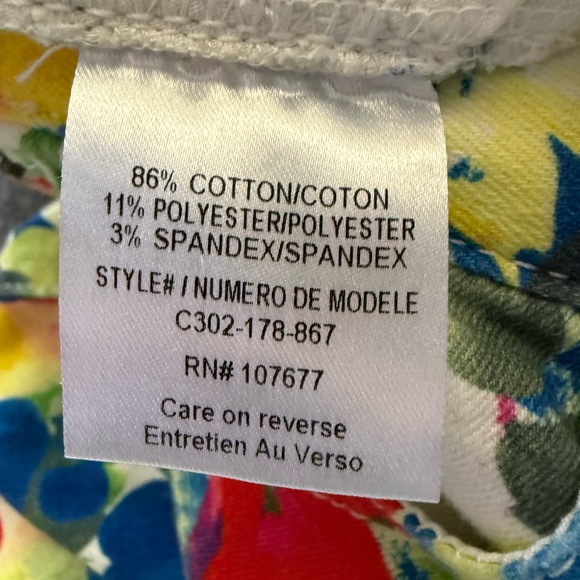 86% COTTON/COTON
11% POLYESTER/POLYESTER
3% SPANDEX/SPANDEX
STYLE# / NUMERO DE MODELE
C302-178-867
RN# 107677
Care on reverse
Entretien Au Verso